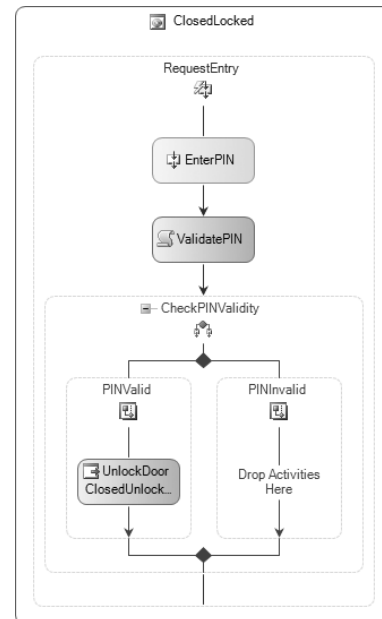 ClosedLocked
RequestEntry
EnterPIN
ValidatePIN
CheckPINValidity
PINValid
PINInvalid
UnlockDoor
ClosedUnlock...
Drop Activities
Here